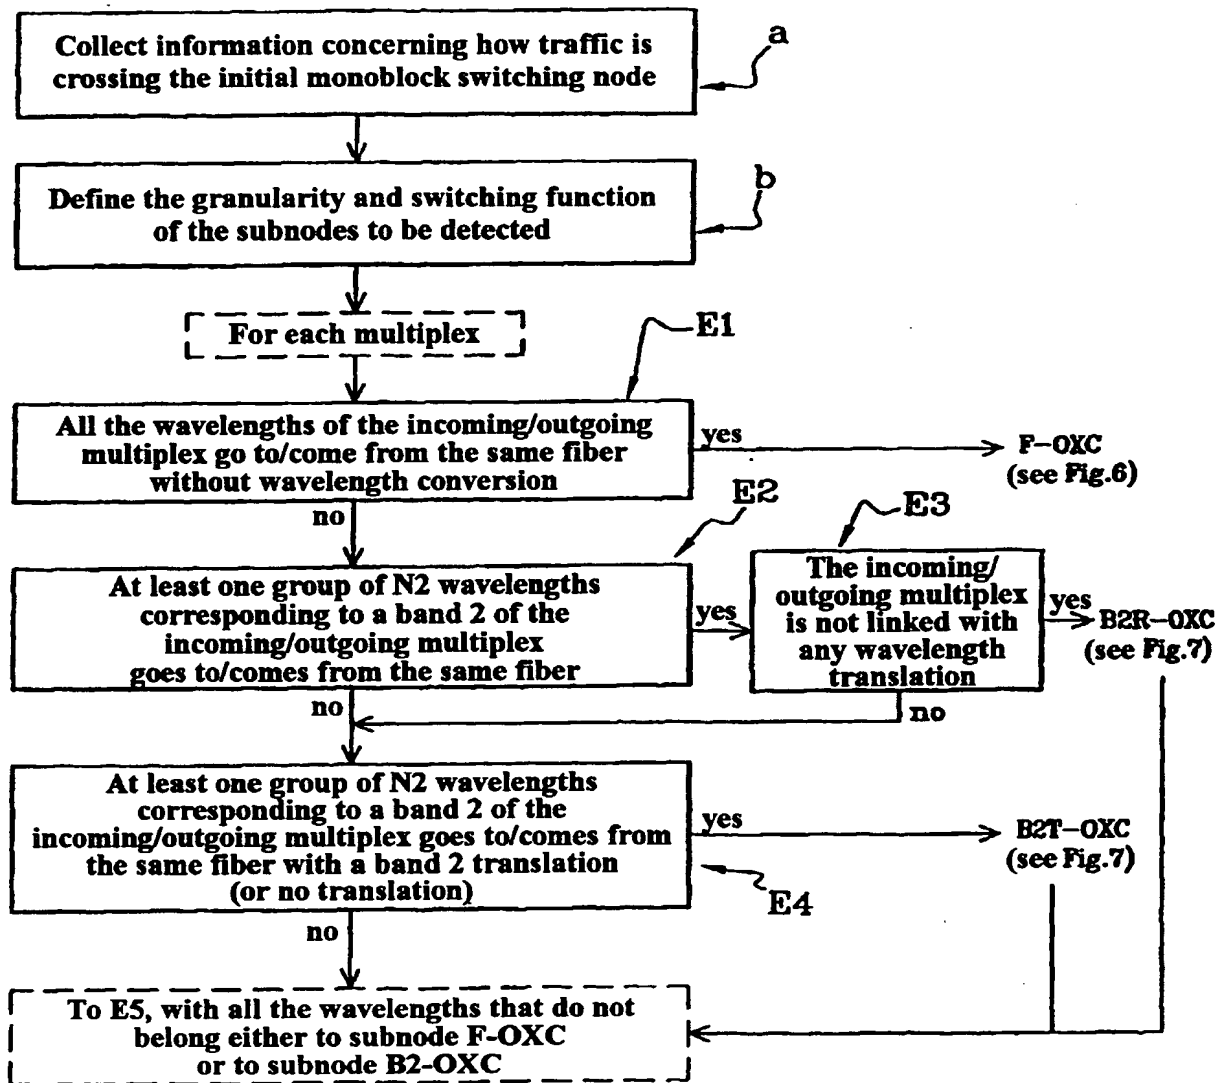 Collect information concerning how traffic is
crossing the initial monoblock switching node
a
Define the granularity and switching function
of the subnodes to be detected
b
For each multiplex
E1
All the wavelengths of the incoming/outgoing
multiplex go to/come from the same fiber
without wavelength conversion
yes
F-OXC
(see Fig.6)
no
E2
E3
At least one group of N2 wavelengths
corresponding to a band 2 of the
incoming/outgoing multiplex
goes to/comes from the same fiber
yes
The incoming/
outgoing multiplex
is not linked with
any wavelength
translation
yes
B2R-OXC
(see Fig.7)
no
no
At least one group of N2 wavelengths
corresponding to a band 2 of the
incoming/outgoing multiplex goes to/comes from
the same fiber with a band 2 translation
(or no translation)
yes
B2T-OXC
(see Fig.7)
E4
no
To E5, with all the wavelengths that do not
belong either to subnode F-OXC
or to subnode B2-OXC